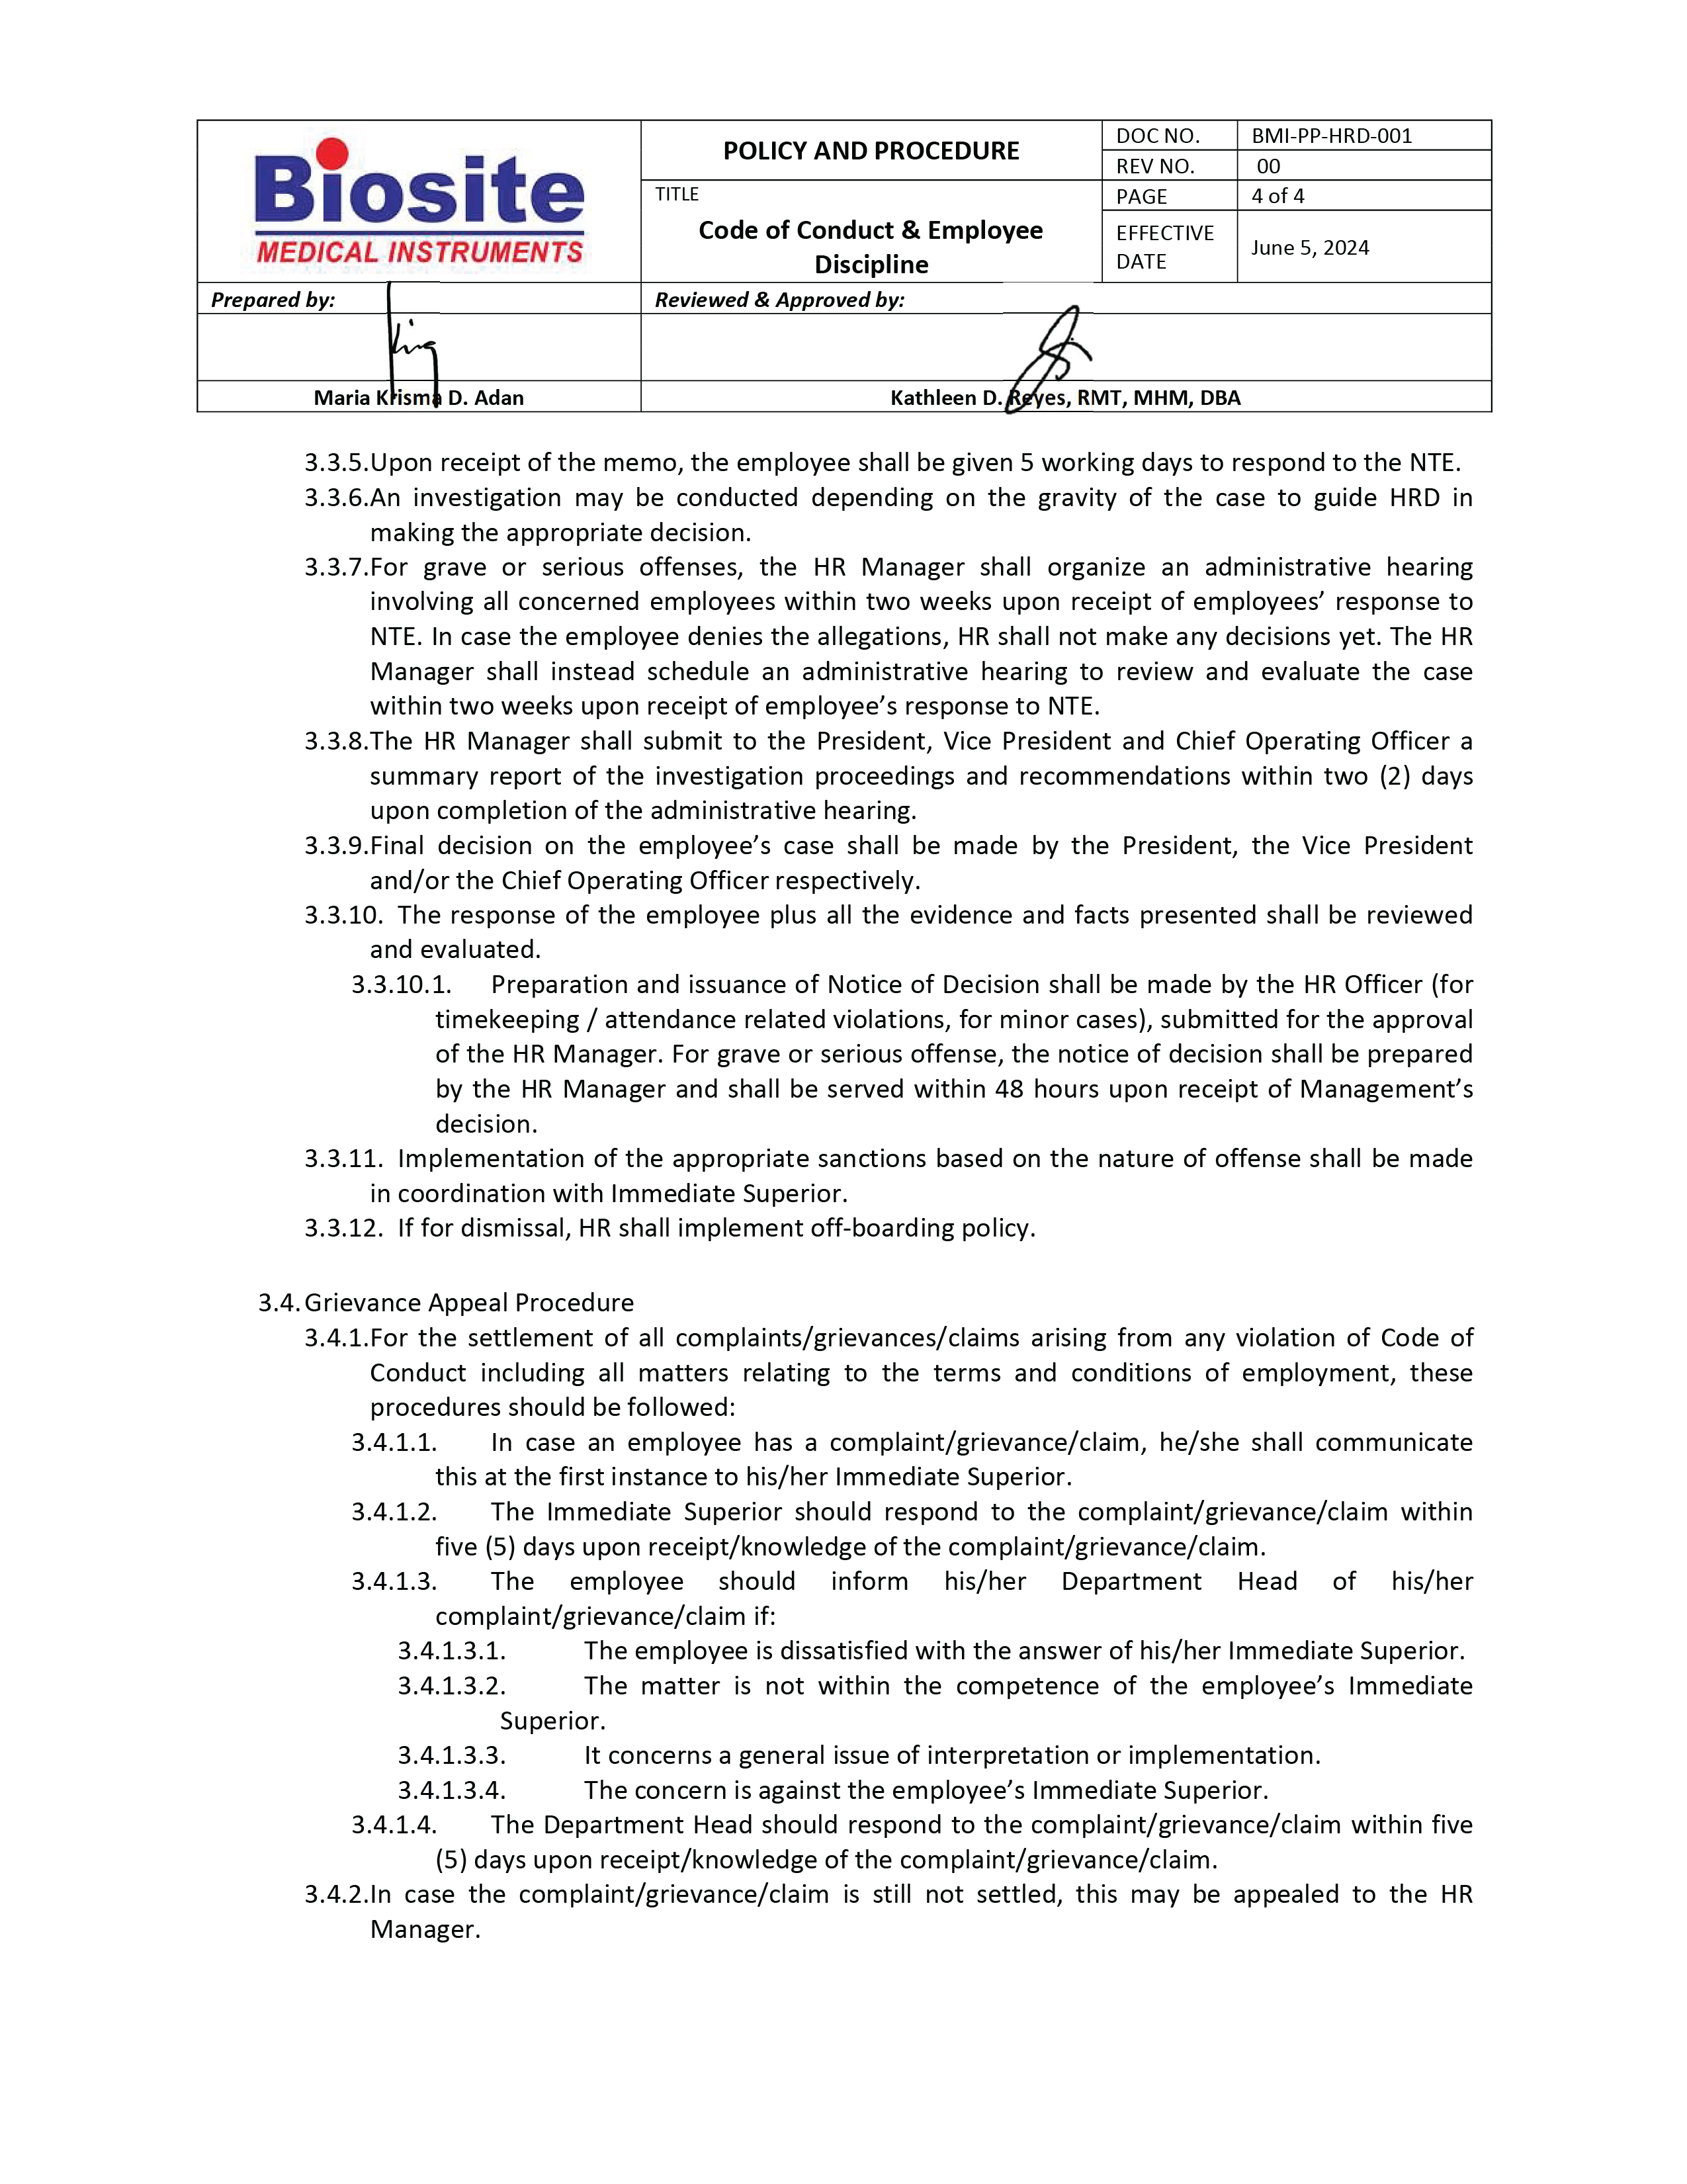 Biosite
MEDICAL INSTRUMENTS
POLICY AND PROCEDURE
DOC NO. BMI-PP-HRD-001
REV NO. 00
TITLE
Code of Conduct & Employee
Discipline
PAGE 4 of 4
EFFECTIVE
DATE
June 5, 2024
Prepared by:
Reviewed & Approved by:
Maria Krisma D. Adan
Kathleen D. Reyes, RMT, MHM, DBA
3.3.5.Upon receipt of the memo, the employee shall be given 5 working days to respond to the NTE.
3.3.6.An investigation may be conducted depending on the gravity of the case to guide HRD in
making the appropriate decision.
3.3.7.For grave or serious offenses, the HR Manager shall organize an administrative hearing
involving all concerned employees within two weeks upon receipt of employees’ response to
NTE. In case the employee denies the allegations, HR shall not make any decisions yet. The HR
Manager shall instead schedule an administrative hearing to review and evaluate the case
within two weeks upon receipt of employee’s response to NTE.
3.3.8.The HR Manager shall submit to the President, Vice President and Chief Operating Officer a
summary report of the investigation proceedings and recommendations within two (2) days
upon completion of the administrative hearing.
3.3.9.Final decision on the employee’s case shall be made by the President, the Vice President
and/or the Chief Operating Officer respectively.
3.3.10. The response of the employee plus all the evidence and facts presented shall be reviewed
and evaluated.
3.3.10.1. Preparation and issuance of Notice of Decision shall be made by the HR Officer (for
timekeeping / attendance related violations, for minor cases), submitted for the approval
of the HR Manager. For grave or serious offense, the notice of decision shall be prepared
by the HR Manager and shall be served within 48 hours upon receipt of Management’s
decision.
3.3.11. Implementation of the appropriate sanctions based on the nature of offense shall be made
in coordination with Immediate Superior.
3.3.12. If for dismissal, HR shall implement off-boarding policy.
3.4. Grievance Appeal Procedure
3.4.1.For the settlement of all complaints/grievances/claims arising from any violation of Code of
Conduct including all matters relating to the terms and conditions of employment, these
procedures should be followed:
3.4.1.1. In case an employee has a complaint/grievance/claim, he/she shall communicate
this at the first instance to his/her Immediate Superior.
3.4.1.2. The Immediate Superior should respond to the complaint/grievance/claim within
five (5) days upon receipt/knowledge of the complaint/grievance/claim.
3.4.1.3. The employee should inform his/her Department Head of his/her
complaint/grievance/claim if:
3.4.1.3.1. The employee is dissatisfied with the answer of his/her Immediate Superior.
3.4.1.3.2. The matter is not within the competence of the employee’s Immediate
Superior.
3.4.1.3.3. It concerns a general issue of interpretation or implementation.
3.4.1.3.4. The concern is against the employee’s Immediate Superior.
3.4.1.4. The Department Head should respond to the complaint/grievance/claim within five
(5) days upon receipt/knowledge of the complaint/grievance/claim.
3.4.2.In case the complaint/grievance/claim is still not settled, this may be appealed to the HR
Manager.